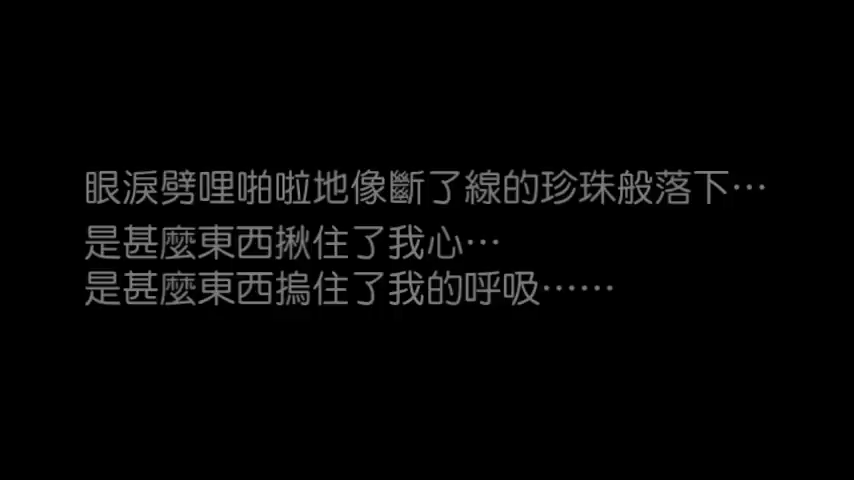 眼淚劈哩啪啦地像斷了線的珍珠般落下…
是甚麼東西揪住了我心…
是甚麼東西摀住了我的呼吸……